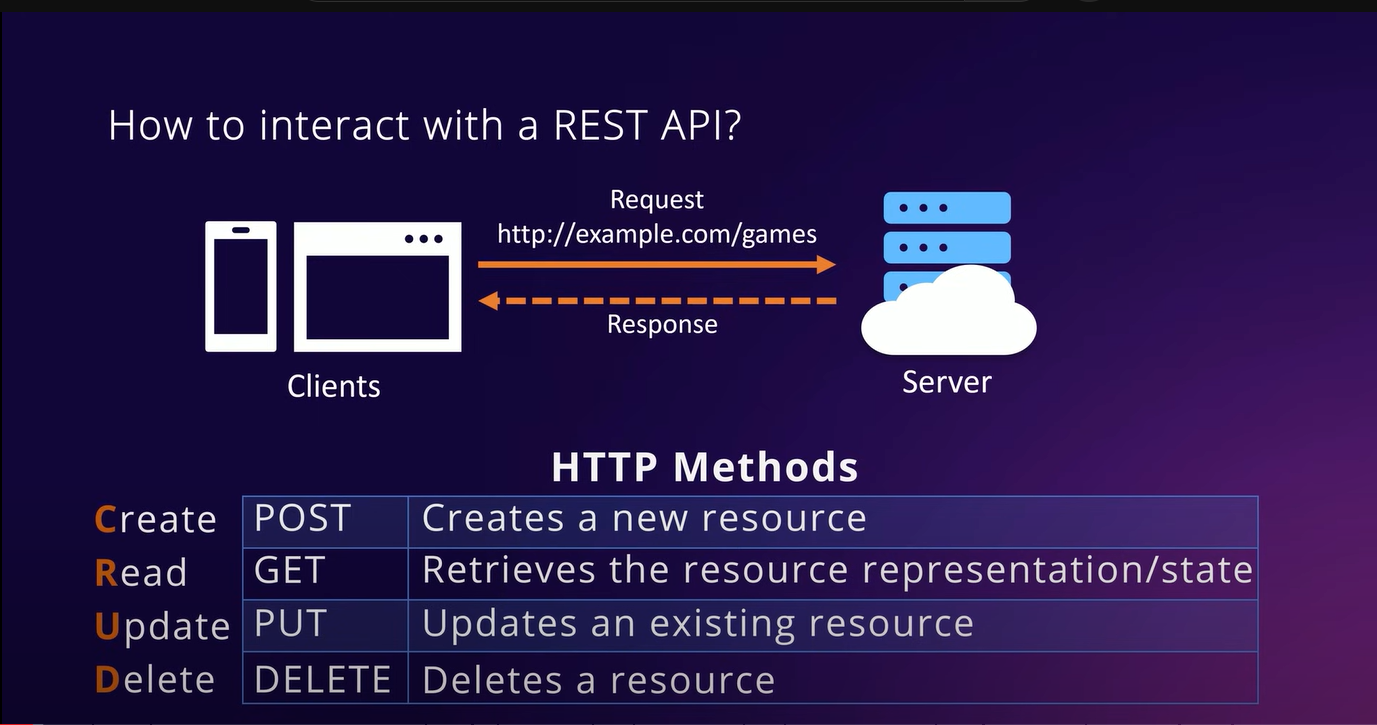 How to interact with a REST API?
Request
http://example.com/games
Response
Clients
Server
HTTP Methods
Create POST Creates a new resource
Read GET Retrieves the resource representation/state
Update PUT Updates an existing resource
Delete DELETE Deletes a resource